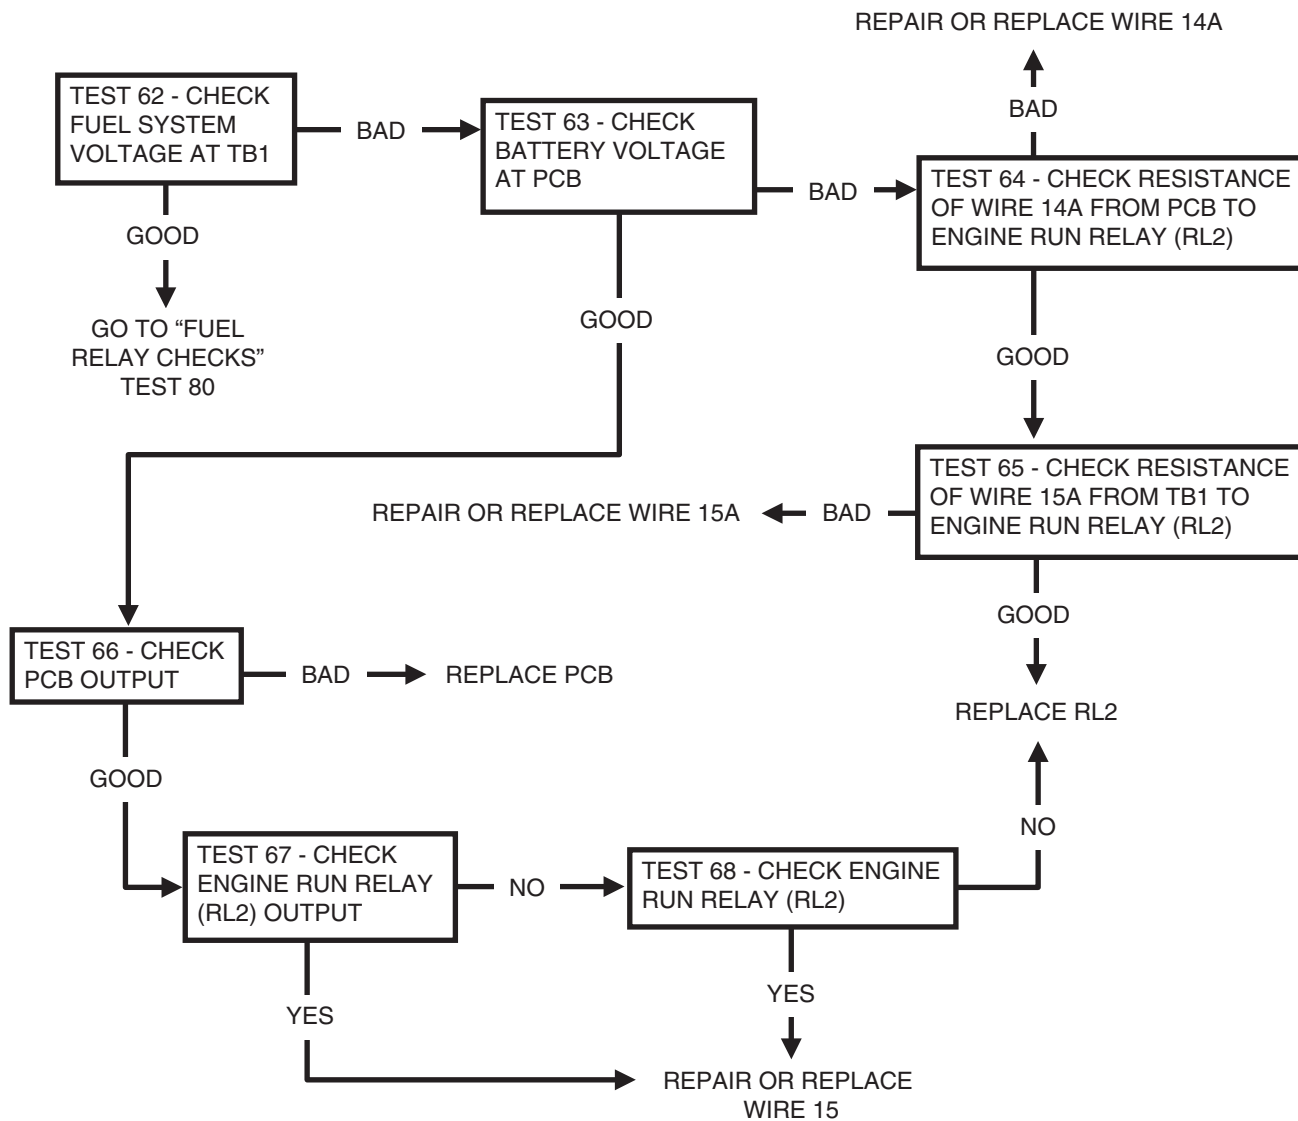 REPAIR OR REPLACE WIRE 14A
BAD
TEST 62 - CHECK
FUEL SYSTEM
VOLTAGE AT TB1
BAD
TEST 63 - CHECK
BATTERY VOLTAGE
AT PCB
BAD
TEST 64 - CHECK RESISTANCE
OF WIRE 14A FROM PCB TO
ENGINE RUN RELAY (RL2)
GOOD
GO TO “FUEL
RELAY CHECKS”
TEST 80
GOOD
GOOD
TEST 65 - CHECK RESISTANCE
OF WIRE 15A FROM TB1 TO
ENGINE RUN RELAY (RL2)
BAD
REPAIR OR REPLACE WIRE 15A
GOOD
REPLACE RL2
TEST 66 - CHECK
PCB OUTPUT
BAD
REPLACE PCB
GOOD
TEST 67 - CHECK
ENGINE RUN RELAY
(RL2) OUTPUT
NO
TEST 68 - CHECK ENGINE
RUN RELAY (RL2)
NO
YES
YES
REPAIR OR REPLACE
WIRE 15